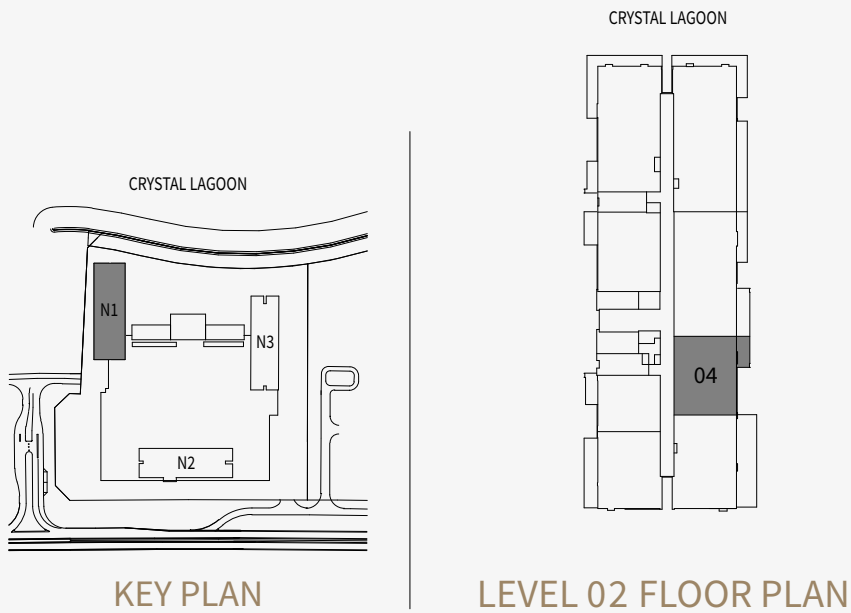 CRYSTAL LAGOON
N1
N3
N2
KEY PLAN
CRYSTAL LAGOON
04
LEVEL 02 FLOOR PLAN